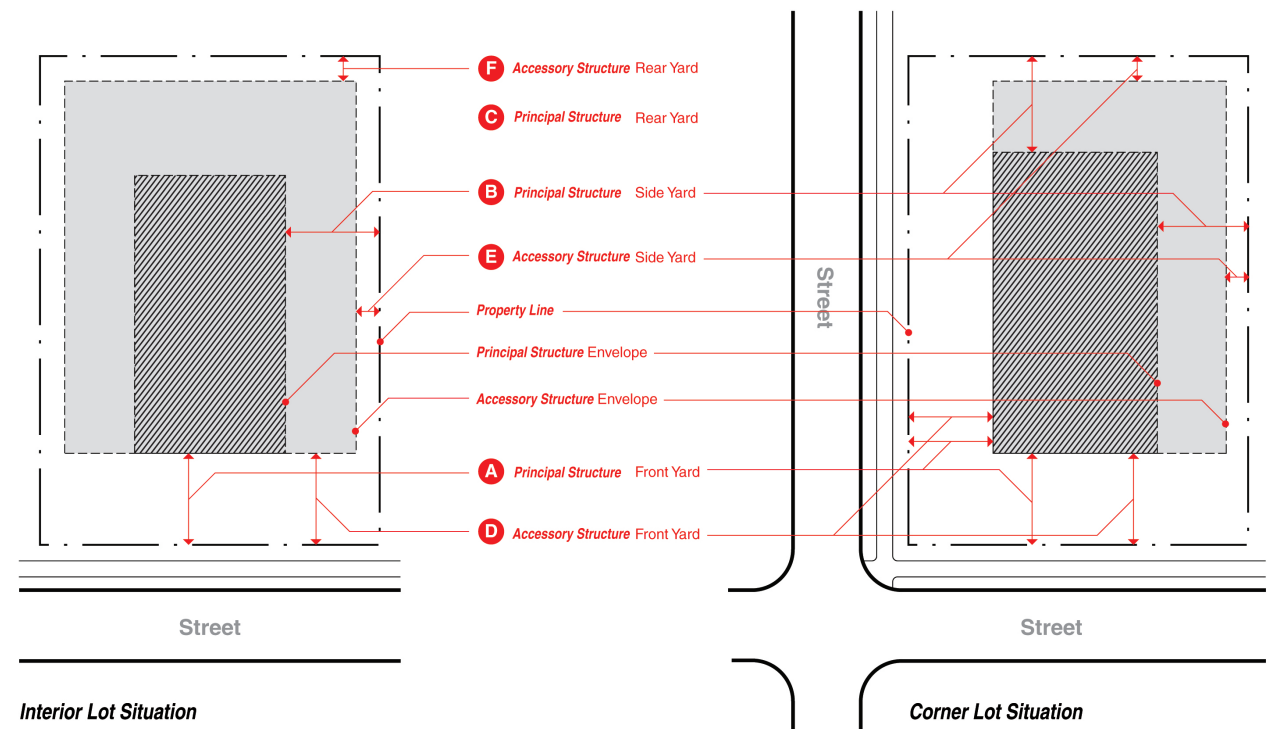 F Accessory Structure Rear Yard
C Principal Structure Rear Yard
B Principal Structure Side Yard
E Accessory Structure Side Yard
Street
Property Line
Principal Structure Envelope
Accessory Structure Envelope
A Principal Structure Front Yard
D Accessory Structure Front Yard
Street
Street
Interior Lot Situation
Corner Lot Situation